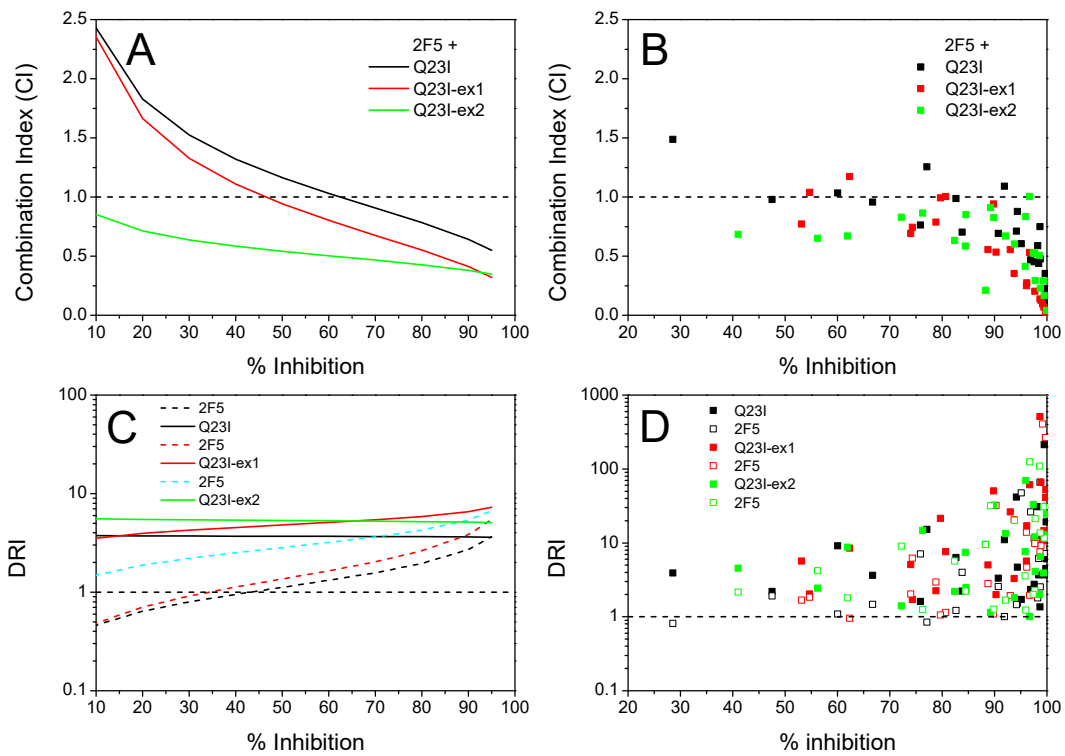 A
2F5 +
Q23I
Q23I-ex1
Q23I-ex2
Combination Index (CI)
2.5
2.0
1.5
1.0
0.5
0.0
10 20 30 40 50 60 70 80 90 100
% Inhibition
B
2F5 +
Q23I
Q23I-ex1
Q23I-ex2
Combination Index (CI)
2.5
2.0
1.5
1.0
0.5
0.0
20 30 40 50 60 70 80 90 100
% Inhibition
C
2F5
Q23I
2F5
Q23I-ex1
2F5
Q23I-ex2
DRI
100
10
1
0.1
10 20 30 40 50 60 70 80 90 100
% Inhibition
D
Q23I
2F5
Q23I-ex1
2F5
Q23I-ex2
2F5
DRI
1000
100
10
1
0.1
20 30 40 50 60 70 80 90 100
% inhibition